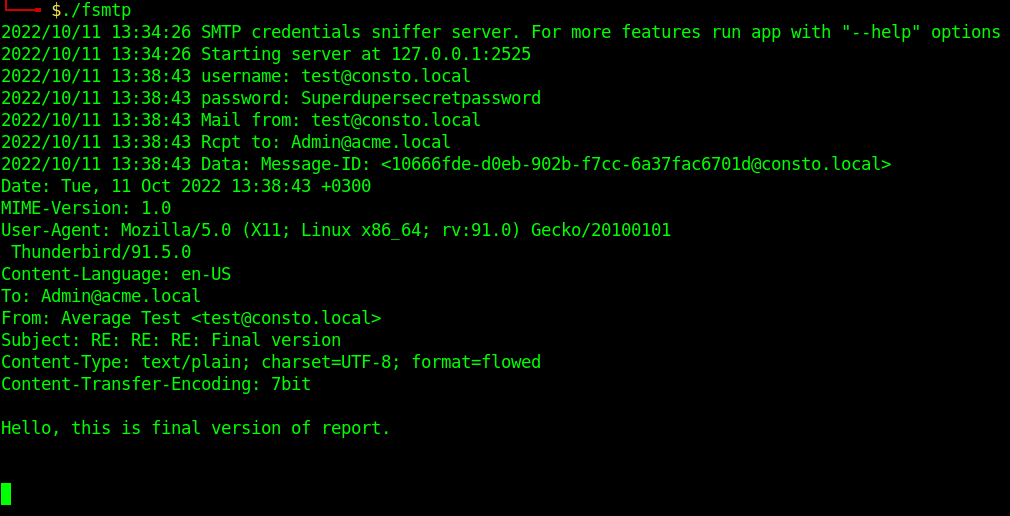 $./fsmtp
2022/10/11 13:34:26 SMTP credentials sniffer server. For more features run app with "--help" options
2022/10/11 13:34:26 Starting server at 127.0.0.1:2525
2022/10/11 13:38:43 username: test@consto.local
2022/10/11 13:38:43 password: Superdupersecretpassword
2022/10/11 13:38:43 Mail from: test@consto.local
2022/10/11 13:38:43 Rcpt to: Admin@acme.local
2022/10/11 13:38:43 Data: Message-ID: <10666fde-d0eb-902b-f7cc-6a37fac6701d@consto.local>
Date: Tue, 11 Oct 2022 13:38:43 +0300
MIME-Version: 1.0
User-Agent: Mozilla/5.0 (X11; Linux x86_64; rv:91.0) Gecko/20100101
 Thunderbird/91.5.0
Content-Language: en-US
To: Admin@acme.local
From: Average Test <test@consto.local>
Subject: RE: RE: RE: Final version
Content-Type: text/plain; charset=UTF-8; format=flowed
Content-Transfer-Encoding: 7bit
Hello, this is final version of report.